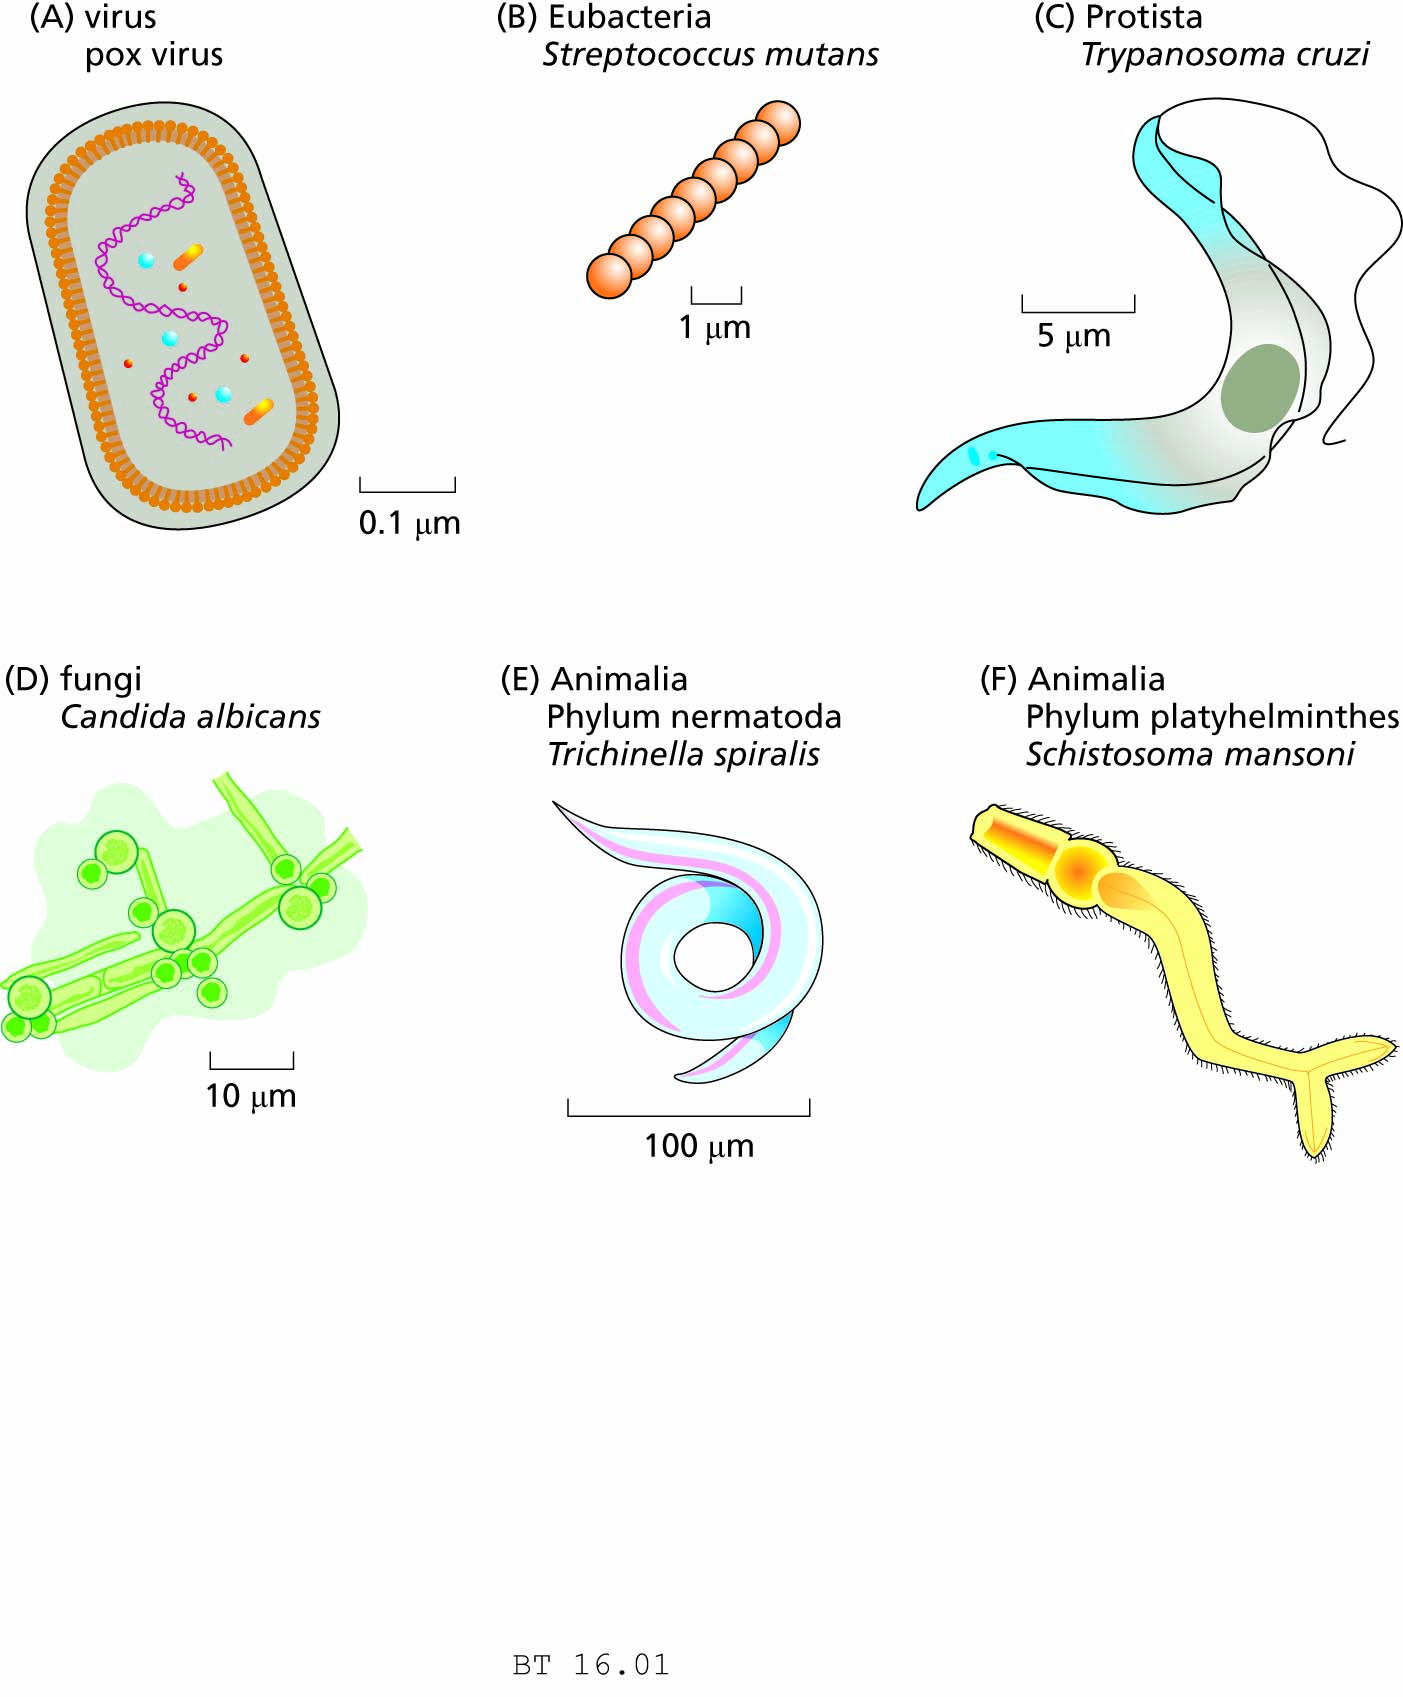 (A) virus
pox virus
(B) Eubacteria
Streptococcus mutans
(C) Protista
Trypanosoma cruzi
0.1 μm
1 μm
5 μm
(D) fungi
Candida albicans
(E) Animalia
Phylum nermatoda
Trichinella spiralis
(F) Animalia
Phylum platyhelminthes
Schistosoma mansoni
10 μm
100 μm
BT 16.01